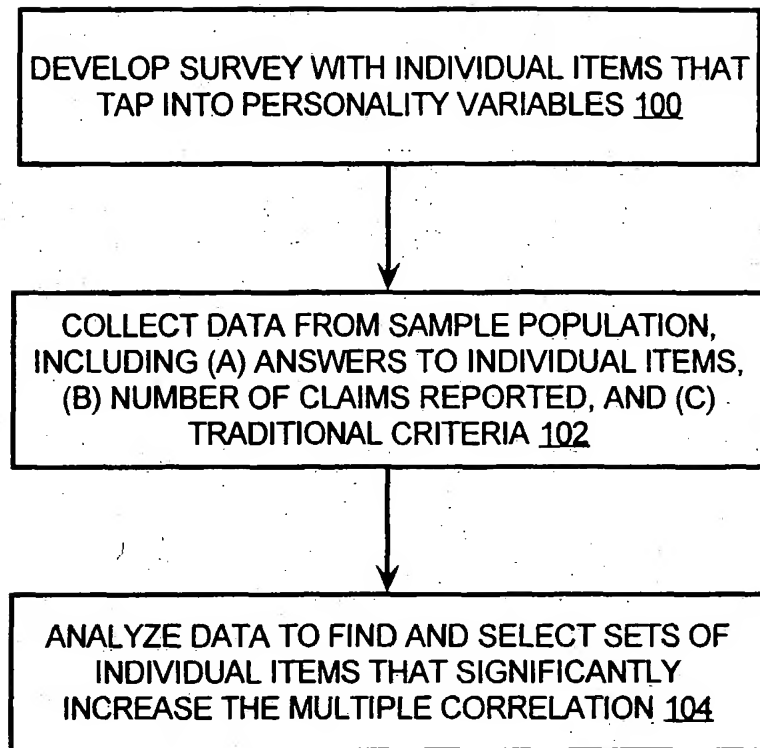 DEVELOP SURVEY WITH INDIVIDUAL ITEMS THAT
TAP INTO PERSONALITY VARIABLES 100
COLLECT DATA FROM SAMPLE POPULATION,
INCLUDING (A) ANSWERS TO INDIVIDUAL ITEMS,
(B) NUMBER OF CLAIMS REPORTED, AND (C)
TRADITIONAL CRITERIA 102
ANALYZE DATA TO FIND AND SELECT SETS OF
INDIVIDUAL ITEMS THAT SIGNIFICANTLY
INCREASE THE MULTIPLE CORRELATION 104